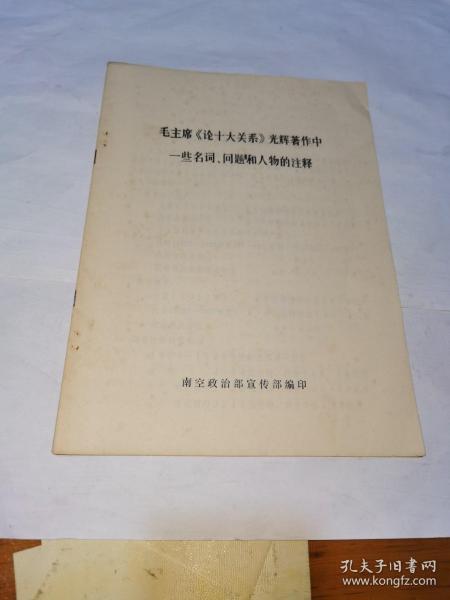 毛主席《论十大关系》光辉著作中
一些名词、问题和人物的注释
南空政治部宣传部编印
孔夫子旧书网
www.kongfz.com